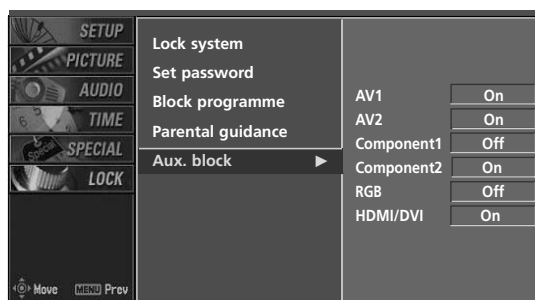 SETUP
PICTURE
AUDIO
TIME
SPECIAL
LOCK
Move MENU Prev
Lock system
Set password
Block programme
Parental guidance
Aux. block ▶
AV1 On
AV2 On
Component1 Off
Component2 On
RGB Off
HDMI/DVI On